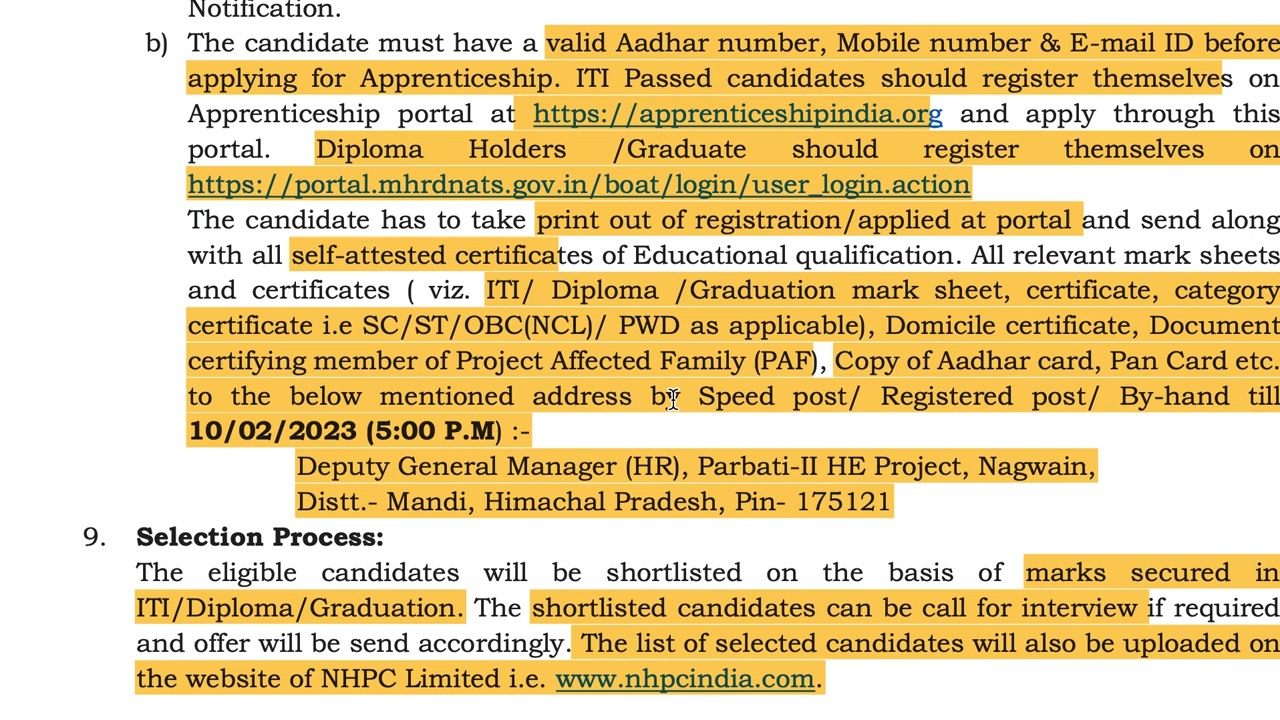 Notification.
b) The candidate must have a valid Aadhar number, Mobile number & E-mail ID before
applying for Apprenticeship. ITI Passed candidates should register themselves on
Apprenticeship portal at https://apprenticeshipindia.org and apply through this
portal. Diploma Holders /Graduate should register themselves on
https://portal.mhrdnats.gov.in/boat/login/user_login.action
The candidate has to take print out of registration/applied at portal and send along
with all self-attested certificates of Educational qualification. All relevant mark sheets
and certificates ( viz. ITI/ Diploma /Graduation mark sheet, certificate, category
certificate i.e SC/ST/OBC(NCL)/ PWD as applicable), Domicile certificate, Document
certifying member of Project Affected Family (PAF), Copy of Aadhar card, Pan Card etc.
to the below mentioned address by Speed post/ Registered post/ By-hand till
10/02/2023 (5:00 P.M) :-
Deputy General Manager (HR), Parbati-II HE Project, Nagwain,
Distt.- Mandi, Himachal Pradesh, Pin- 175121
9. Selection Process:
The eligible candidates will be shortlisted on the basis of marks secured in
ITI/Diploma/Graduation. The shortlisted candidates can be call for interview if required
and offer will be send accordingly. The list of selected candidates will also be uploaded on
the website of NHPC Limited i.e. www.nhpcindia.com.